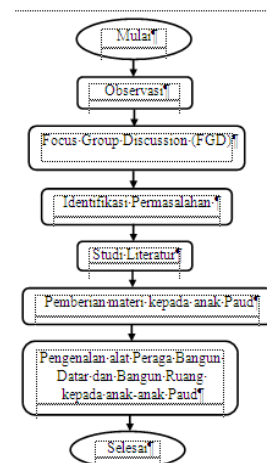 Mulai
Observasi
Focus Group Discussion (FGD)
Identifikasi Permasalahan.
Studi Literatur
Pemberian materi kepada anak Paud
Pengenalan alat Peraga Bangun
Datar dan Bangun Ruang
kepada anak-anak Paud
Selesai